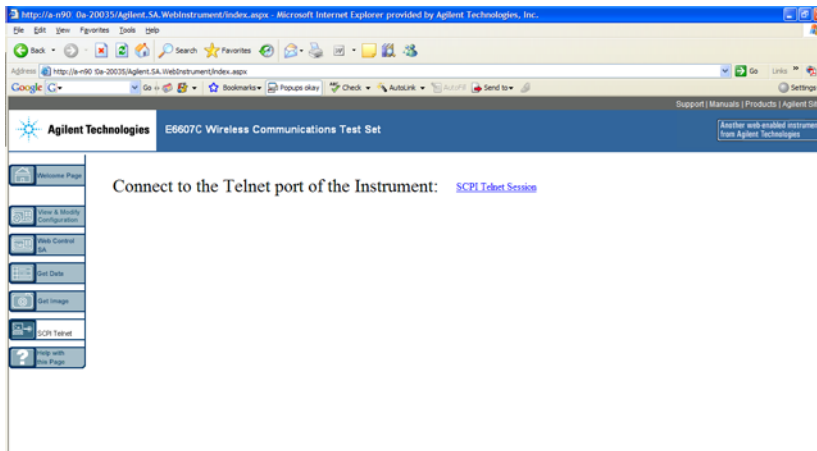 http://a-n90 0a-20035/Agilent.SA.WebInstrument/index.aspx - Microsoft Internet Explorer provided by Agilent Technologies, Inc.
File Edit View Favorites Tools Help
Back Search Favorites
Address http://a-n90 0a-20035/Agilent.SA.WebInstrument/index.aspx Go Links »
Google G Go Bookmarks Popups okay Check AutoLink AutoFill Send to Settings
Support | Manuals | Products | Agilent Sit
Agilent Technologies E6607C Wireless Communications Test Set
Another web-enabled instrumen
from Agilent Technologies
Welcome Page
Connect to the Telnet port of the Instrument: SCPI Telnet Session
View & Modify
Configuration
Web Control
SA
Get Data
Get Image
SCPI Telnet
Help with
this Page